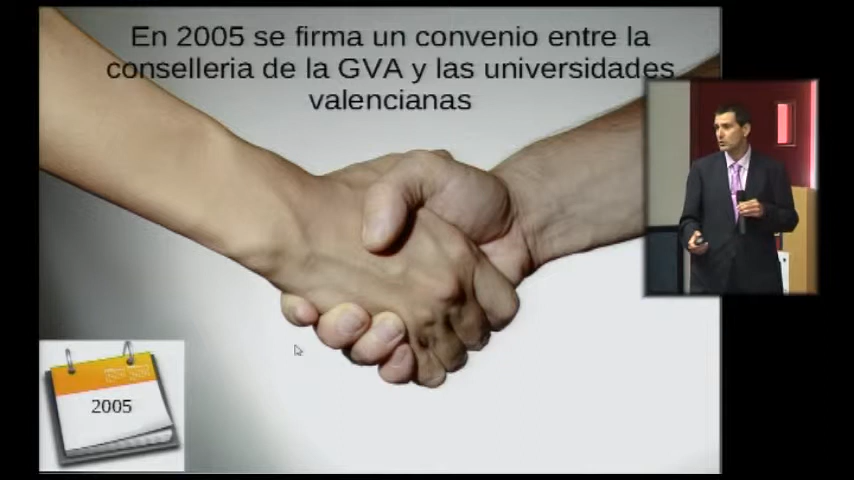 En 2005 se firma un convenio entre la
conselleria de la GVA y las universidades
valencianas
2005